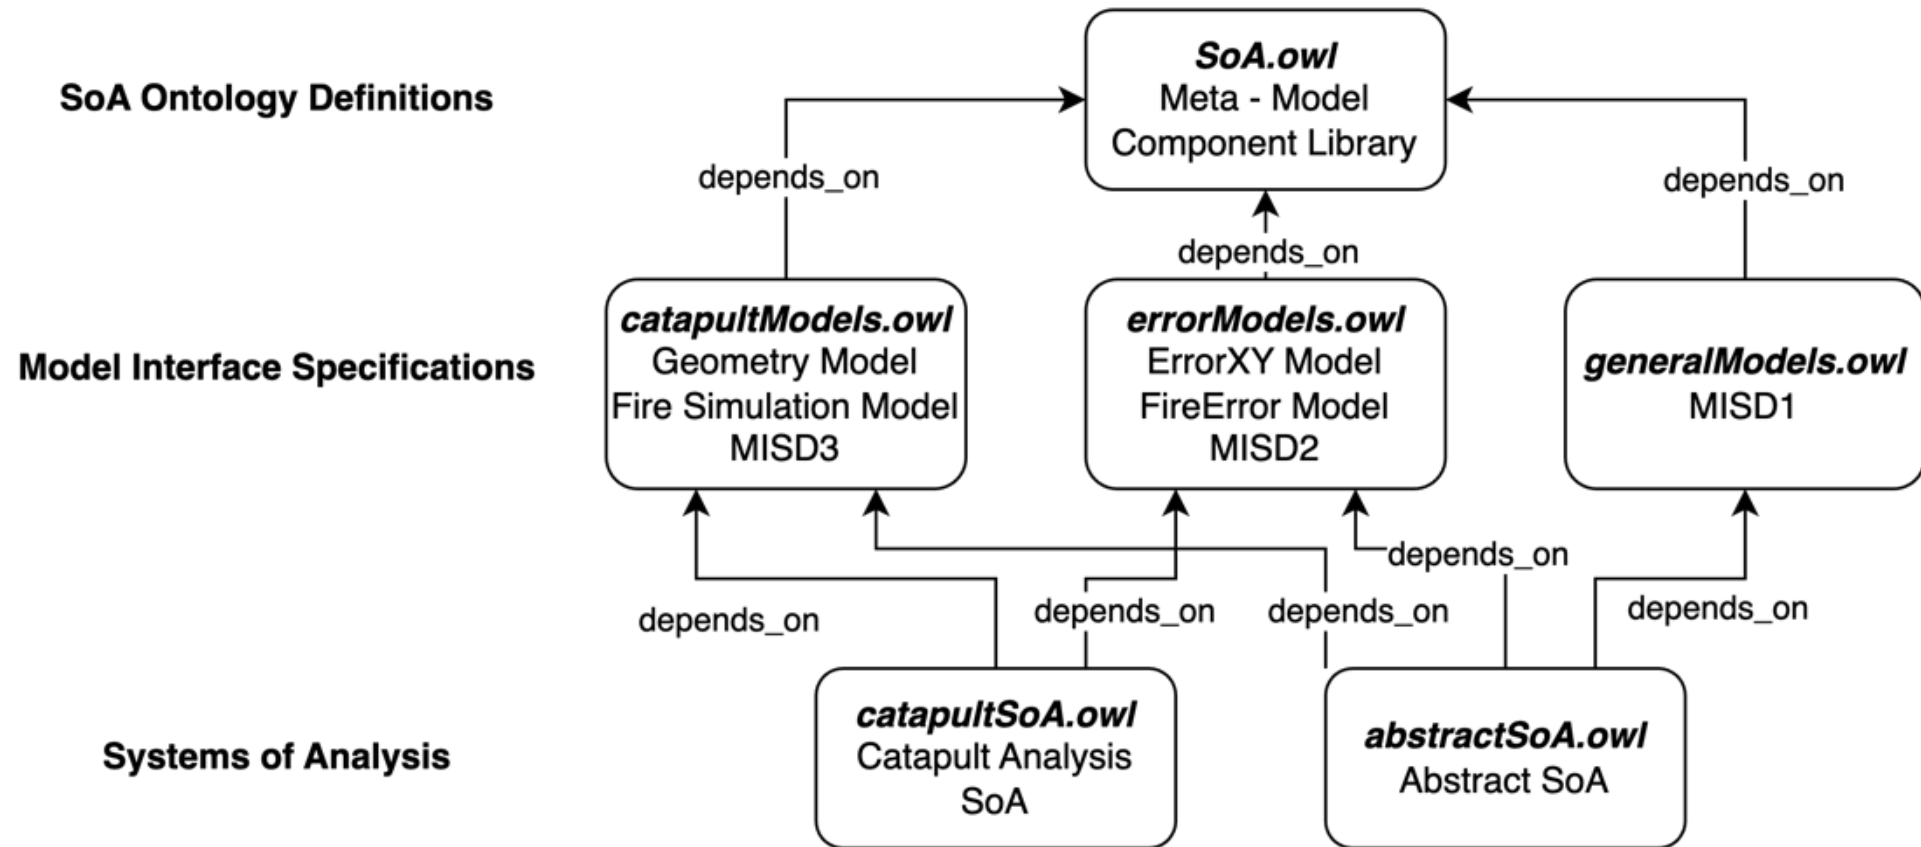 SoA Ontology Definitions
SoA.owl
Meta - Model
Component Library
depends_on
depends_on
depends_on
Model Interface Specifications
catapultModels.owl
Geometry Model
Fire Simulation Model
MISD3
errorModels.owl
ErrorXY Model
FireError Model
MISD2
generalModels.owl
MISD1
depends_on
depends_on
depends_on
depends_on
depends_on
Systems of Analysis
catapultSoA.owl
Catapult Analysis
SoA
abstractSoA.owl
Abstract SoA